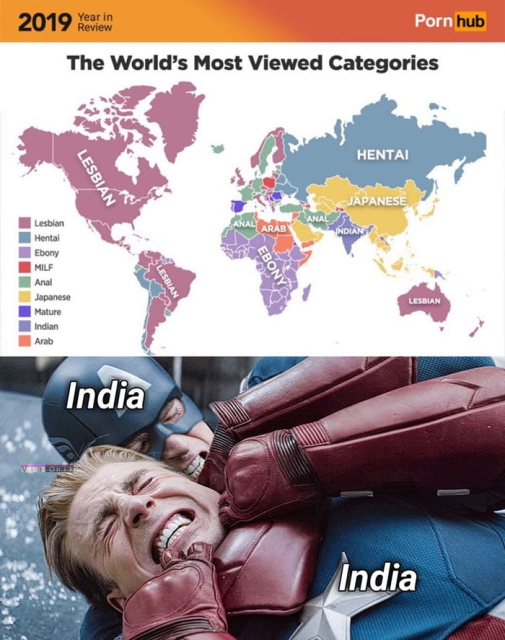 2019 Year in Review
Porn hub
The World's Most Viewed Categories
LESBIAN
HENTAI
JAPANESE
ANAL
ARAB
ANAL
INDIAN
EBONY
LESBIAN
LESBIAN
Lesbian
Hentai
Ebony
MILF
Anal
Japanese
Mature
Indian
Arab
India
India